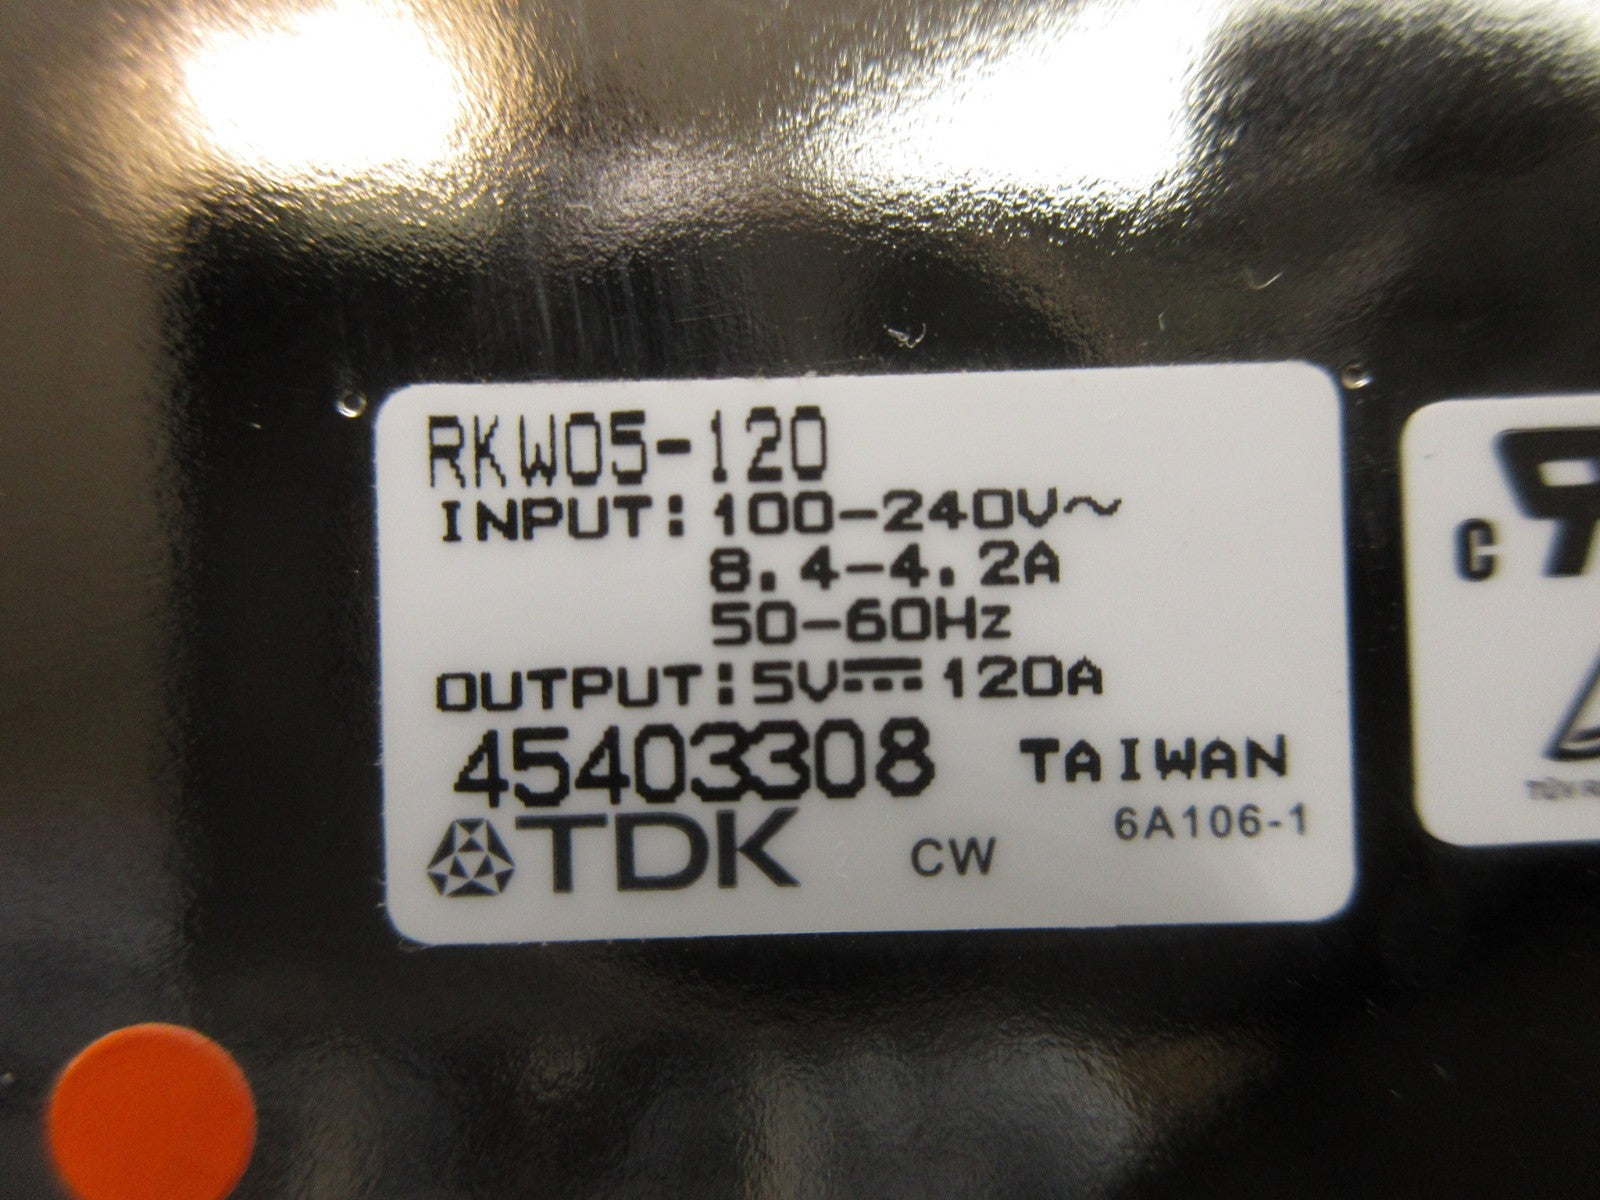 RKW05-120
INPUT: 100-240V~
8.4-4.2A
50-60Hz
OUTPUT: 5V⎓120A
45403308 TAIWAN
TDK CW 6A106-1
C
TÜV R